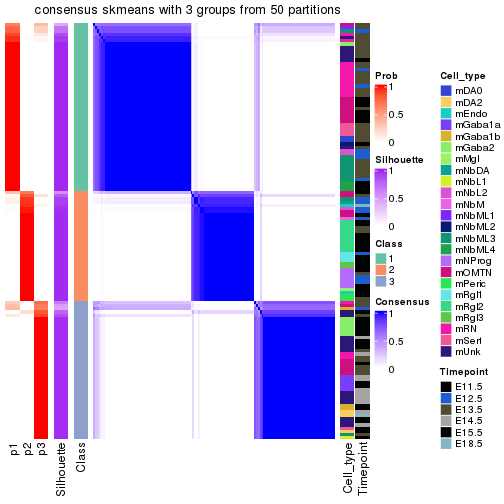 consensus skmeans with 3 groups from 50 partitions
p1
p2
p3
Silhouette
Class
Cell_type
Timepoint
Prob
1
0.5
0
Silhouette
1
0.5
0
Class
1
2
3
Consensus
1
0.5
0
Cell_type
mDA0
mDA2
mEndo
mGaba1a
mGaba1b
mGaba2
mMgl
mNbDA
mNbL1
mNbL2
mNbM
mNbML1
mNbML2
mNbML3
mNbML4
mNProg
mOMTN
mPeric
mRgl1
mRgl2
mRgl3
mRN
mSert
mUnk
Timepoint
E11.5
E12.5
E13.5
E14.5
E15.5
E18.5